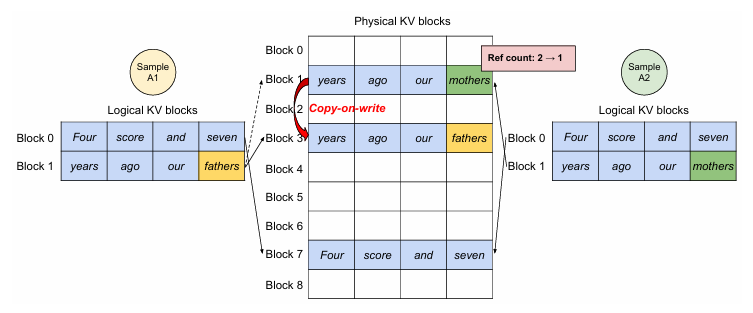 Physical KV blocks
Block 0
Sample
A1
Block 1 years ago our mothers
Ref count: 2 → 1
Sample
A2
Logical KV blocks
Block 2 Copy-on-write
Logical KV blocks
Block 0 Four score and seven
Block 3 years ago our fathers
Block 0 Four score and seven
Block 1 years ago our fathers
Block 4
Block 1 years ago our mothers
Block 5
Block 6
Block 7 Four score and seven
Block 8